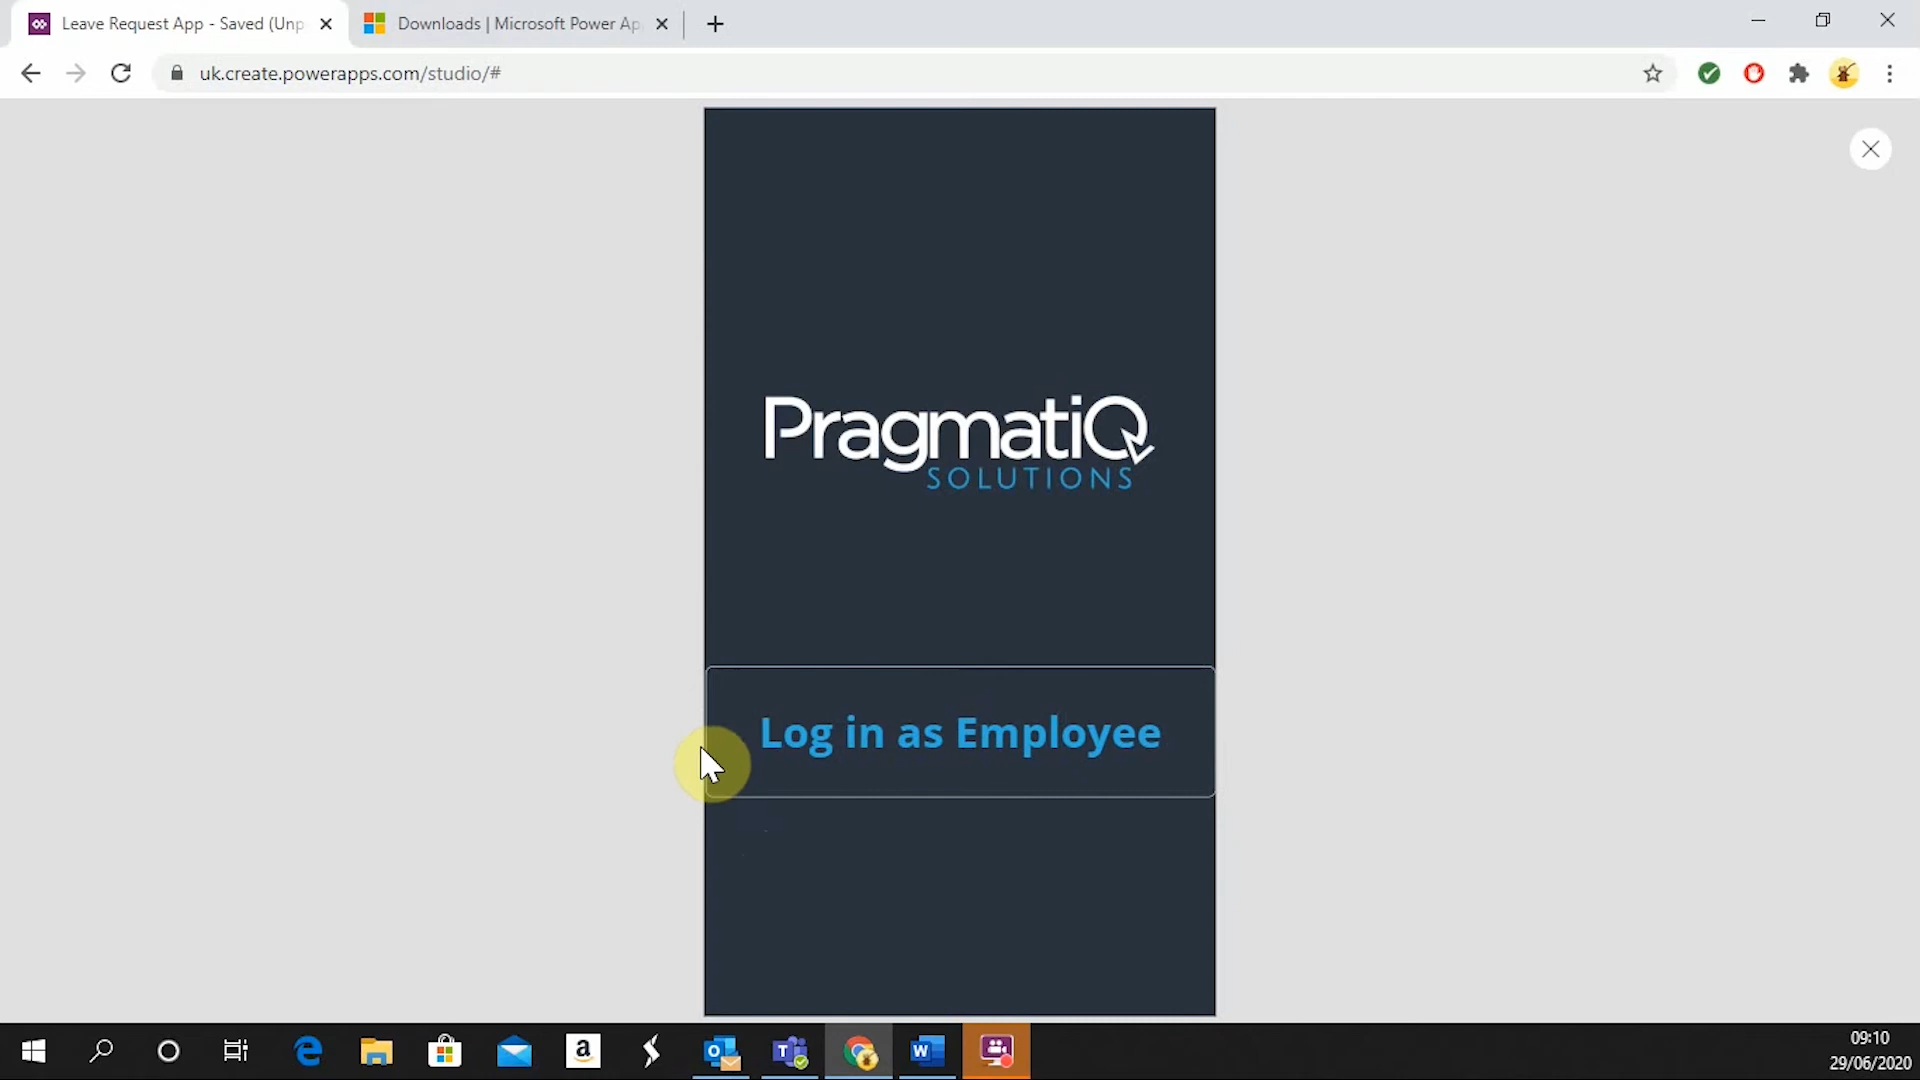 Leave Request App - Saved (Unp
Downloads | Microsoft Power Ap
uk.create.powerapps.com/studio/#
PragmatiQ
SOLUTIONS
Log in as Employee
09:10
29/06/2020